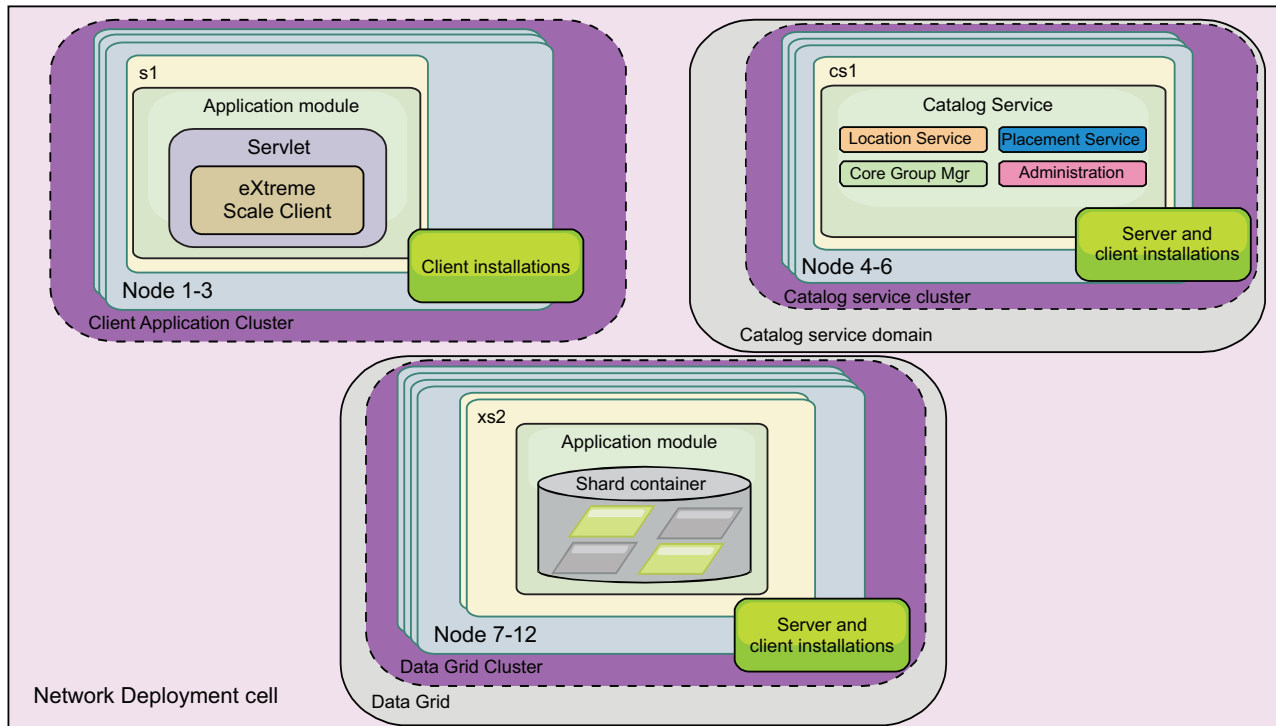 s1
Application module
Servlet
eXtreme
Scale Client
Client installations
Node 1-3
Client Application Cluster
cs1
Catalog Service
Location Service
Placement Service
Core Group Mgr
Administration
Server and
client installations
Node 4-6
Catalog service cluster
Catalog service domain
xs2
Application module
Shard container
Server and
client installations
Node 7-12
Data Grid Cluster
Data Grid
Network Deployment cell